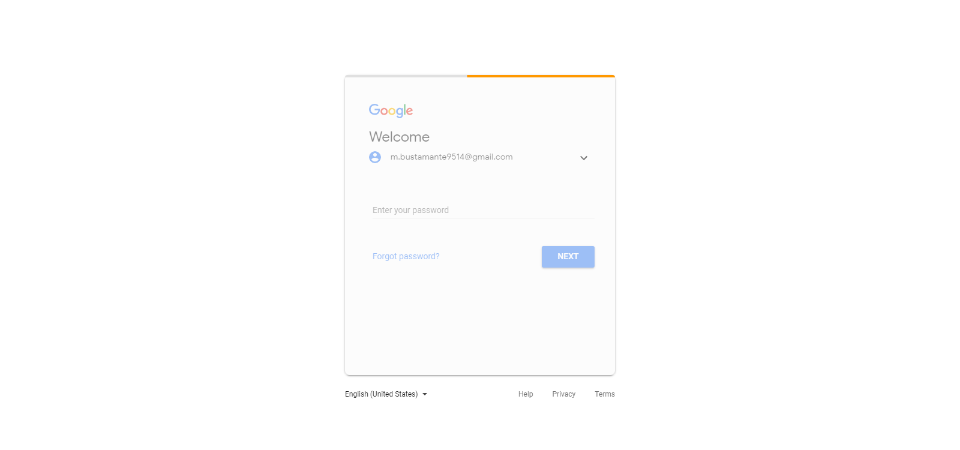 Google
Welcome
m.bustamante9514@gmail.com
Enter your password
Forgot password?
NEXT
English (United States)
Help
Privacy
Terms